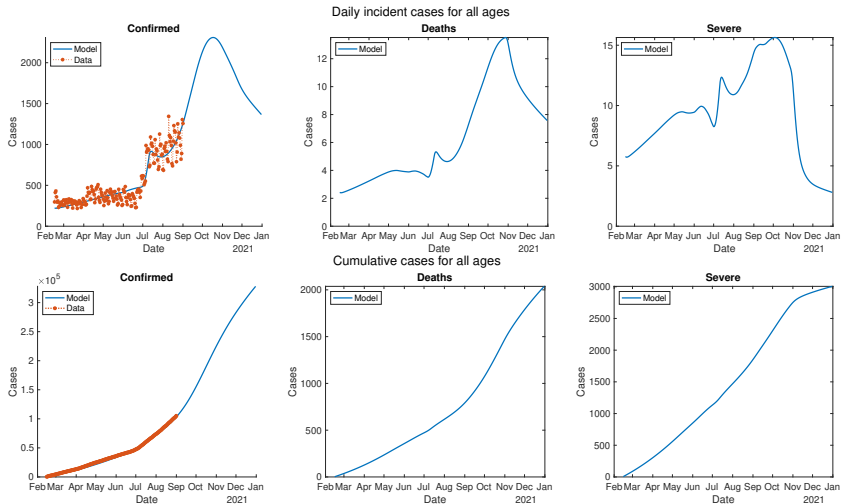 Daily incident cases for all ages
Confirmed
Model
Data
2000
1500
1000
500
0
Cases
Feb Mar Apr May Jun Jul Aug Sep Oct Nov Dec Jan
Date
2021
Deaths
Model
12
10
8
6
4
2
0
Cases
Feb Mar Apr May Jun Jul Aug Sep Oct Nov Dec Jan
Date
2021
Severe
Model
15
10
5
0
Cases
Feb Mar Apr May Jun Jul Aug Sep Oct Nov Dec Jan
Date
2021
Cumulative cases for all ages
Confirmed
×10⁵
Model
Data
3
2.5
2
1.5
1
0.5
0
Cases
Feb Mar Apr May Jun Jul Aug Sep Oct Nov Dec Jan
Date
2021
Deaths
Model
2000
1500
1000
500
0
Cases
Feb Mar Apr May Jun Jul Aug Sep Oct Nov Dec Jan
Date
2021
Severe
Model
3000
2500
2000
1500
1000
500
0
Cases
Feb Mar Apr May Jun Jul Aug Sep Oct Nov Dec Jan
Date
2021